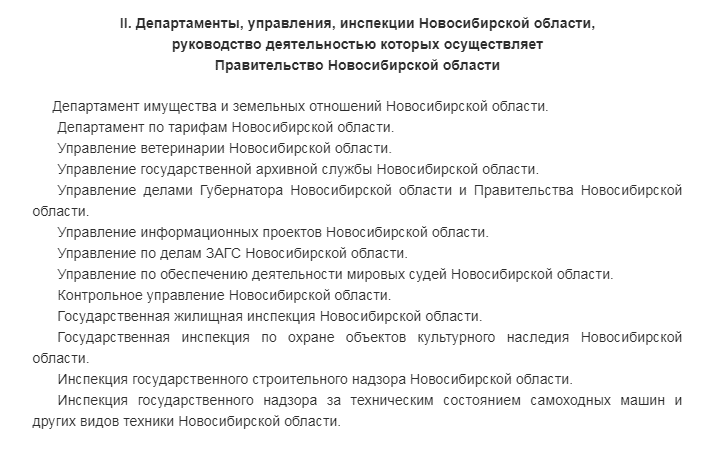 II. Департаменты, управления, инспекции Новосибирской области,
руководство деятельностью которых осуществляет
Правительство Новосибирской области
Департамент имущества и земельных отношений Новосибирской области.
Департамент по тарифам Новосибирской области.
Управление ветеринарии Новосибирской области.
Управление государственной архивной службы Новосибирской области.
Управление делами Губернатора Новосибирской области и Правительства Новосибирской
области.
Управление информационных проектов Новосибирской области.
Управление по делам ЗАГС Новосибирской области.
Управление по обеспечению деятельности мировых судей Новосибирской области.
Контрольное управление Новосибирской области.
Государственная жилищная инспекция Новосибирской области.
Государственная инспекция по охране объектов культурного наследия Новосибирской
области.
Инспекция государственного строительного надзора Новосибирской области.
Инспекция государственного надзора за техническим состоянием самоходных машин и
других видов техники Новосибирской области.